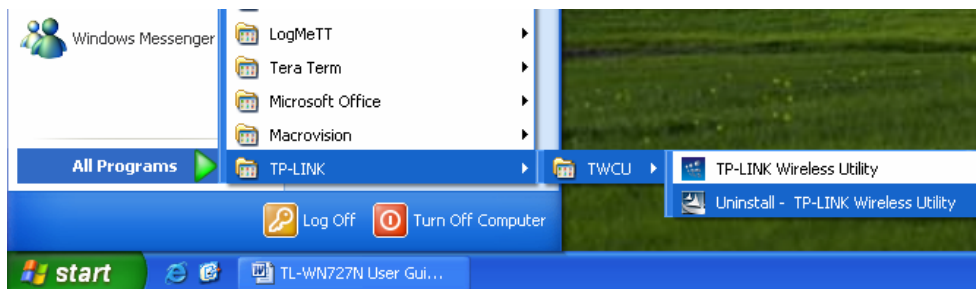 Windows Messenger
LogMeTT
Tera Term
Microsoft Office
Macrovision
All Programs
TP-LINK
TWCU
TP-LINK Wireless Utility
Uninstall - TP-LINK Wireless Utility
Log Off
Turn Off Computer
start
TL-WN727N User Gui...